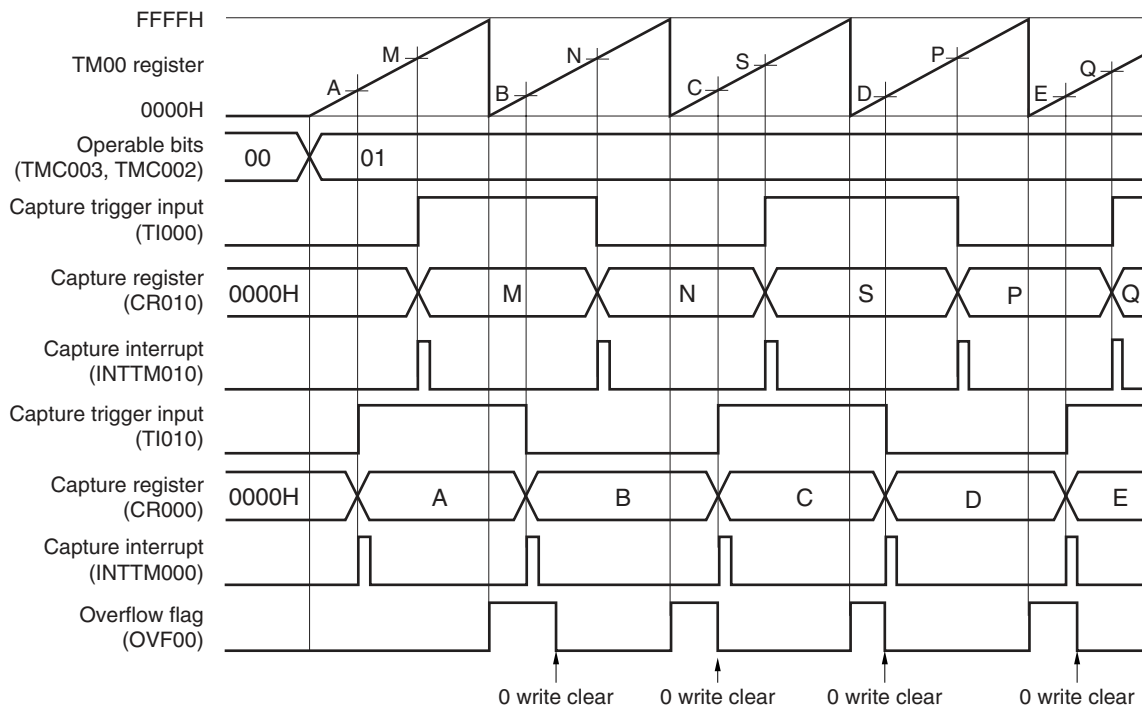 FFFFH
TM00 register
0000H
A M B N C S D P E Q
Operable bits
(TMC003, TMC002)
00 01
Capture trigger input
(TI000)
Capture register
(CR010)
0000H M N S P Q
Capture interrupt
(INTTM010)
Capture trigger input
(TI010)
Capture register
(CR000)
0000H A B C D E
Capture interrupt
(INTTM000)
Overflow flag
(OVF00)
0 write clear 0 write clear 0 write clear 0 write clear